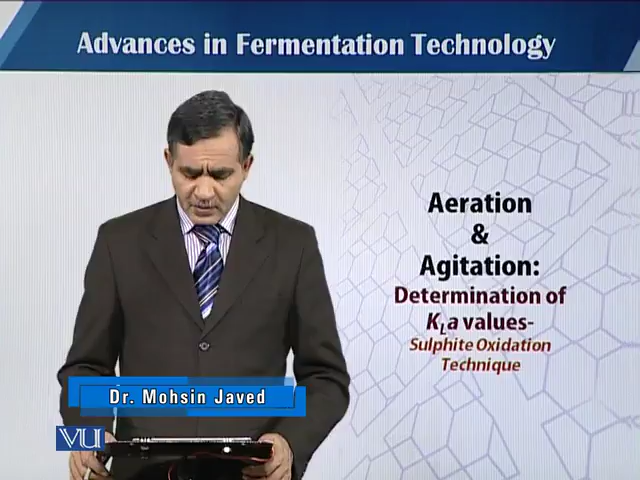 Advances in Fermentation Technology
Aeration
&
Agitation:
Determination of
KLa values-
Sulphite Oxidation
Technique
Dr. Mohsin Javed
VU